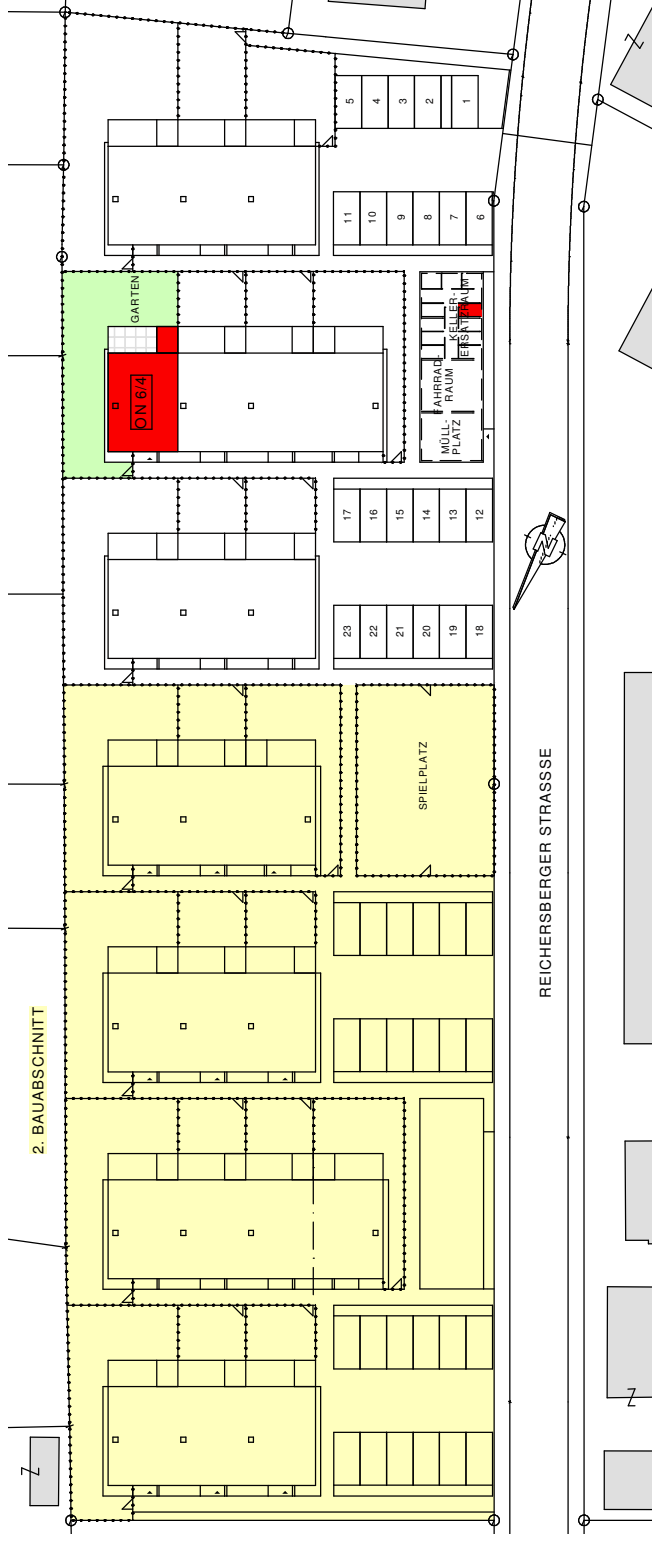 5
4
3
2
1
11
10
9
8
7
6
GARTEN
ON 6/4
KELLER-
ERSATZRAUM
FAHRRAD-
RAUM
MÜLL-
PLATZ
17
16
15
14
13
12
23
22
21
20
19
18
SPIELPLATZ
REICHERSBERGER STRASSSE
2. BAUABSCHNITT
N
Z
Z
Z